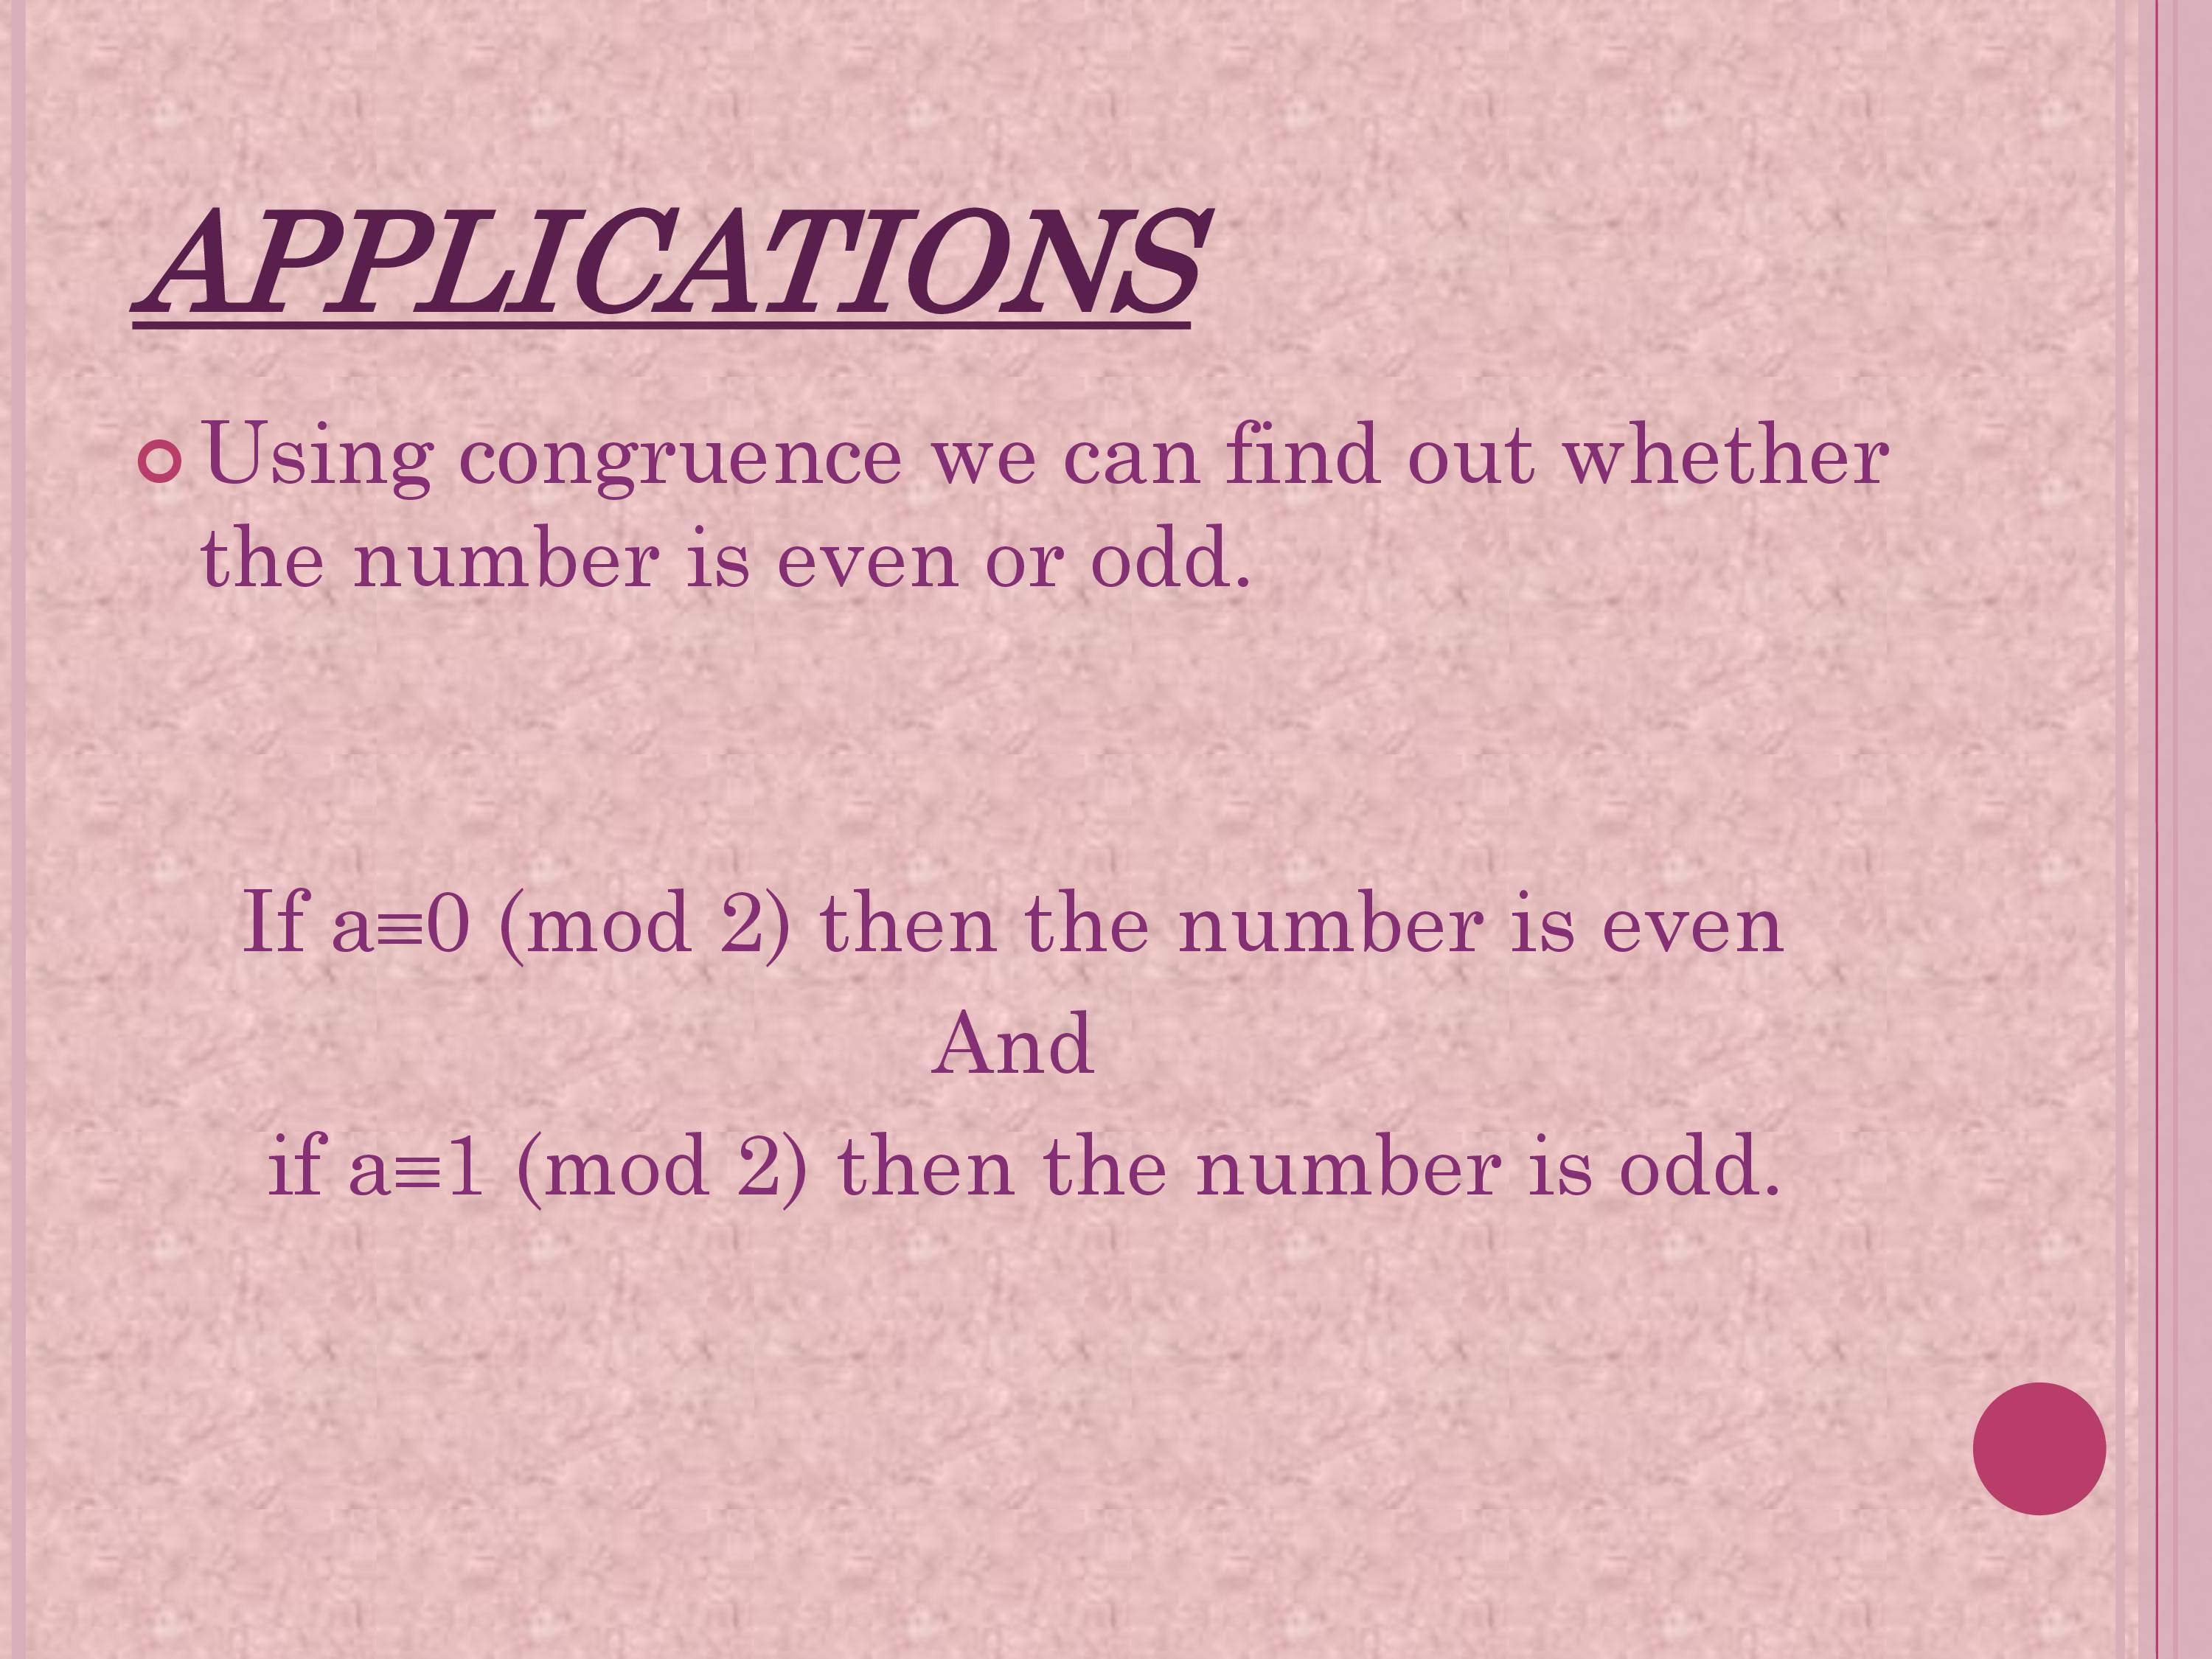 APPLICATIONS
Using congruence we can find out whether
the number is even or odd.
If a≡0 (mod 2) then the number is even
And
if a≡1 (mod 2) then the number is odd.